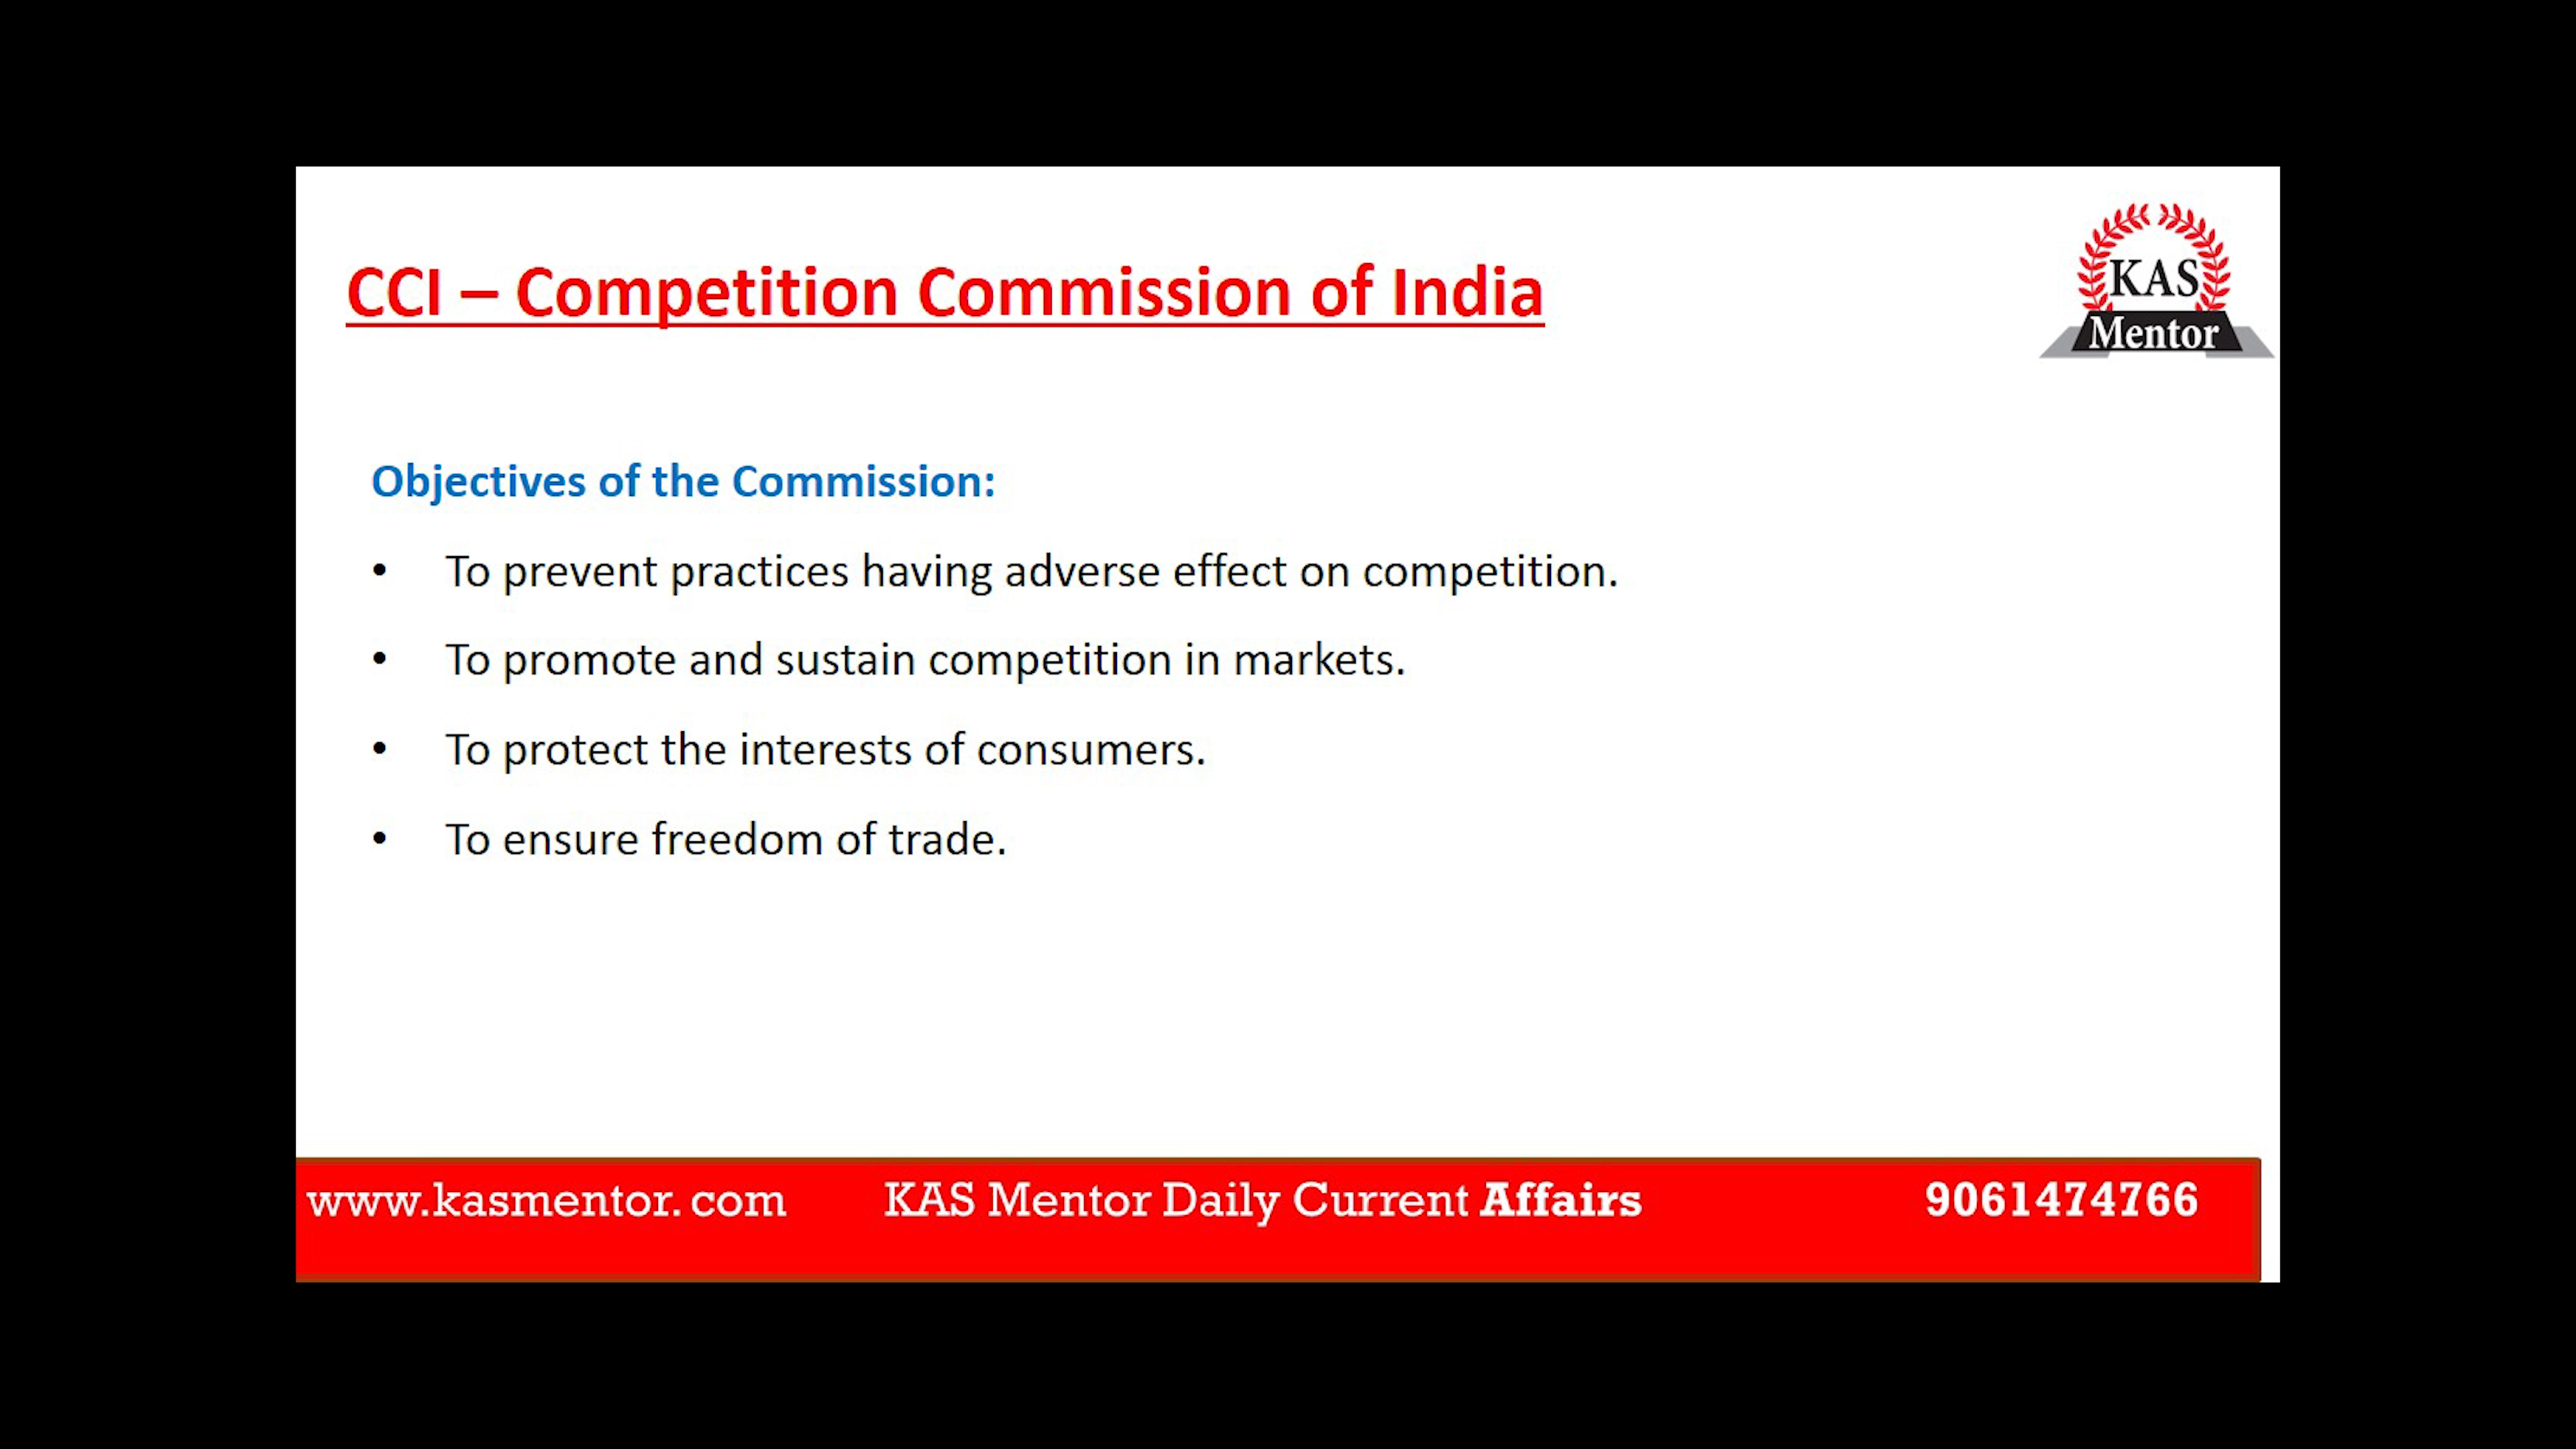 CCI – Competition Commission of India
KAS
Mentor
Objectives of the Commission:
• To prevent practices having adverse effect on competition.
• To promote and sustain competition in markets.
• To protect the interests of consumers.
• To ensure freedom of trade.
www.kasmentor.com KAS Mentor Daily Current Affairs 9061474766